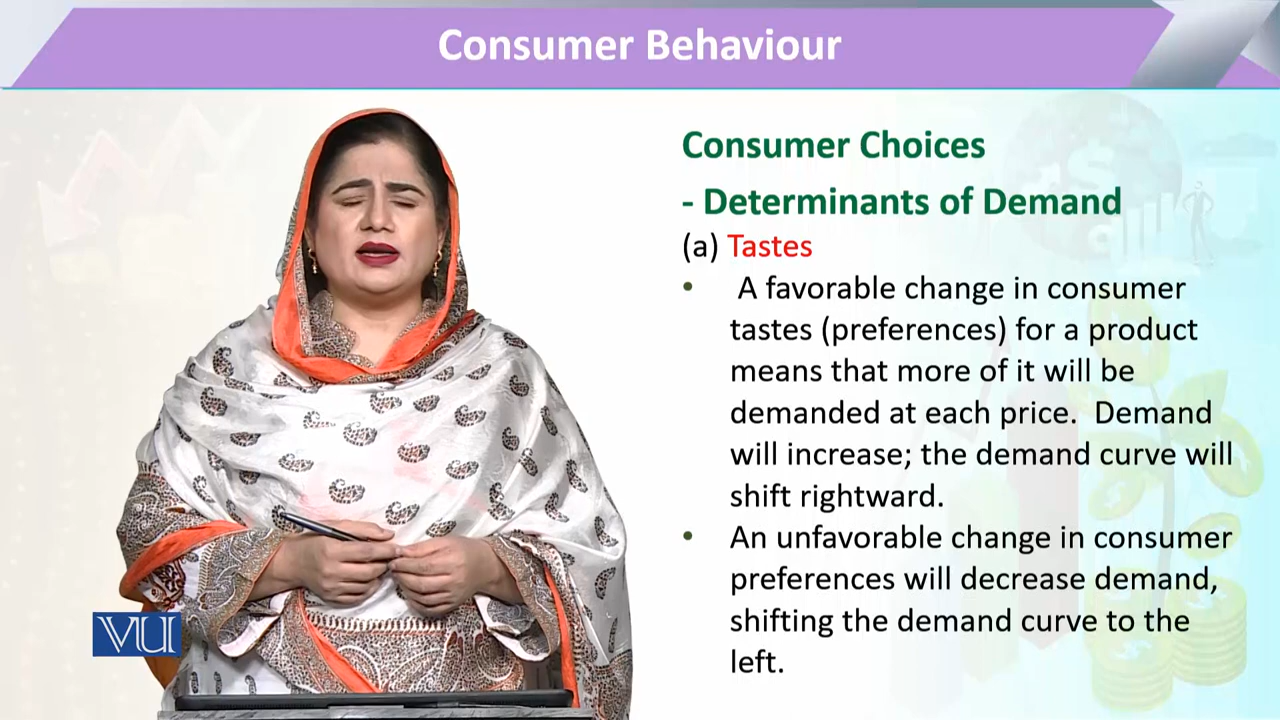 Consumer Behaviour
Consumer Choices
- Determinants of Demand
(a) Tastes
• A favorable change in consumer
tastes (preferences) for a product
means that more of it will be
demanded at each price. Demand
will increase; the demand curve will
shift rightward.
• An unfavorable change in consumer
preferences will decrease demand,
shifting the demand curve to the
left.
VU